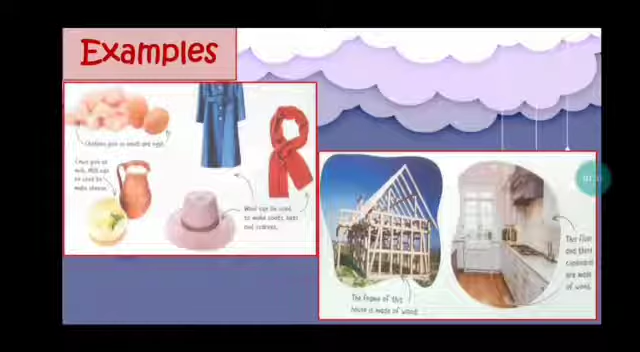 Examples
Chickens give us meat and eggs.
Cows give us
milk. Milk can
be used to
make cheese.
Wool can be used
to make coats, hats
and scarves.
The frame of this
house is made of wood.
This floor
and these
cupboards
are made
of wood.